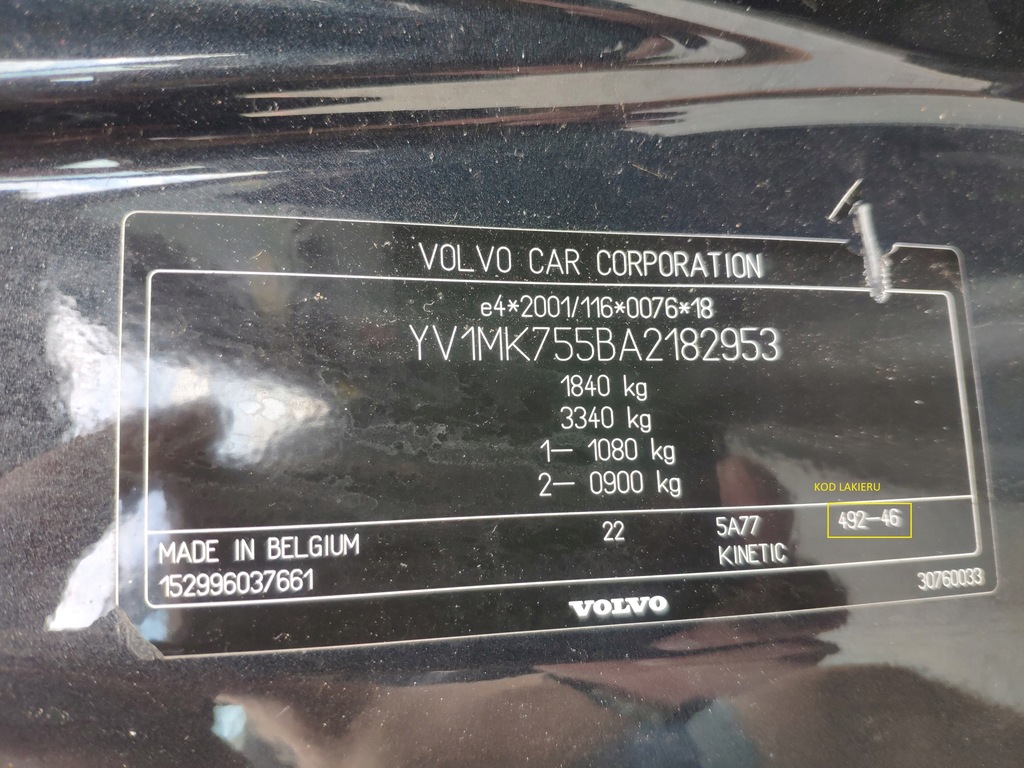 VOLVO CAR CORPORATION
e4*2001/116*0076*18
YV1MK755BA2182953
1840 kg
3340 kg
1- 1080 kg
2- 0900 kg
KOD LAKIERU
MADE IN BELGIUM 22 5A77 492-46
152996037661 KINETIC 30760033
VOLVO